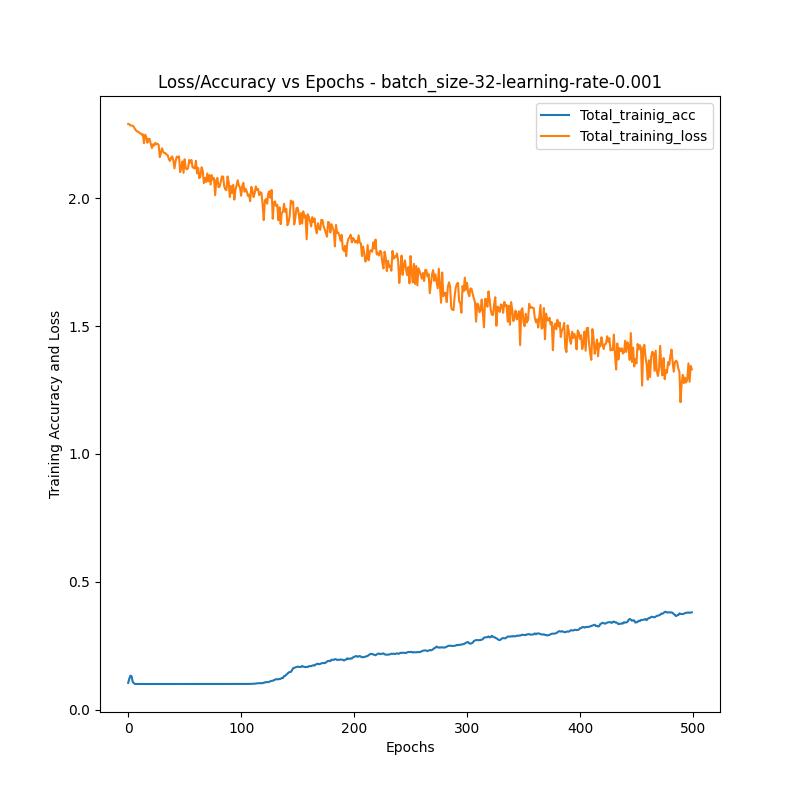 Loss/Accuracy vs Epochs - batch_size-32-learning-rate-0.001
Total_trainig_acc
Total_training_loss
Training Accuracy and Loss
2.0
1.5
1.0
0.5
0.0
0 100 200 300 400 500
Epochs